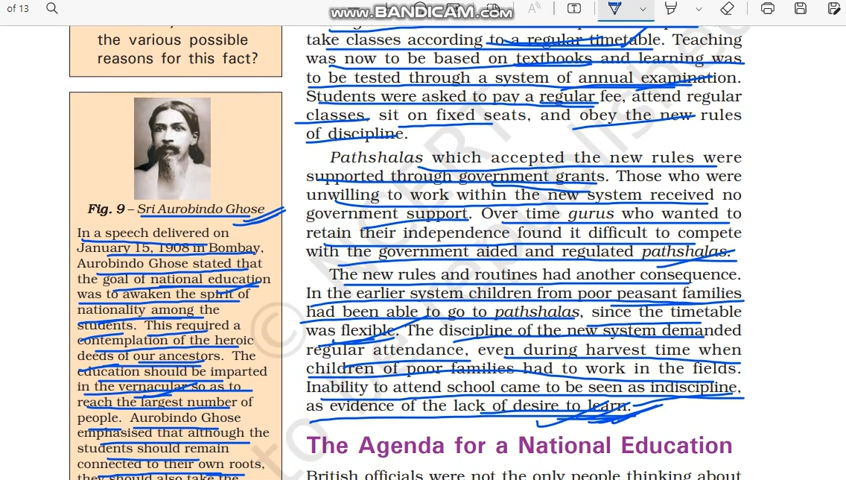 of 13
www.BANDICAM.com
the various possible
reasons for this fact?
Fig. 9 – Sri Aurobindo Ghose
In a speech delivered on
January 15, 1908 in Bombay,
Aurobindo Ghose stated that
the goal of national education
was to awaken the spirit of
nationality among the
students. This required a
contemplation of the heroic
deeds of our ancestors. The
education should be imparted
in the vernacular so as to
reach the largest number of
people. Aurobindo Ghose
emphasised that although the
students should remain
connected to their own roots,
they should also take the
take classes according to a regular timetable. Teaching
was now to be based on textbooks and learning was
to be tested through a system of annual examination.
Students were asked to pay a regular fee, attend regular
classes, sit on fixed seats, and obey the new rules
of discipline.
Pathshalas which accepted the new rules were
supported through government grants. Those who were
unwilling to work within the new system received no
government support. Over time gurus who wanted to
retain their independence found it difficult to compete
with the government aided and regulated pathshalas.
The new rules and routines had another consequence.
In the earlier system children from poor peasant families
had been able to go to pathshalas, since the timetable
was flexible. The discipline of the new system demanded
regular attendance, even during harvest time when
children of poor families had to work in the fields.
Inability to attend school came to be seen as indiscipline,
as evidence of the lack of desire to learn.
The Agenda for a National Education
British officials were not the only people thinking about